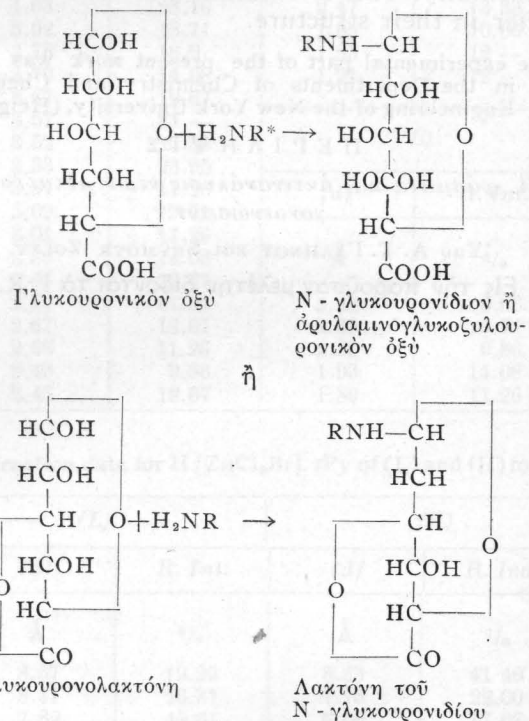 HCOH RNH—CH
HCOH HCOH
HOCH O+H₂NR* → HOCH O
HCOH HOCOH
HC HC
COOH COOH
Γλυκουρονικὸν ὀξὺ
Ν - γλυκουρονίδιον ἢ
ἀρυλαμινογλυκοζυλου-
ρονικὸν ὀξὺ
ἢ
HCOH RNH—CH
HCOH HCH
CH O+H₂NR → CH O
O HCOH O HCOH
HC HC
CO CO
λυκουρονολακτόνη
Λακτόνη τοῦ
Ν - γλυκουρονιδίου